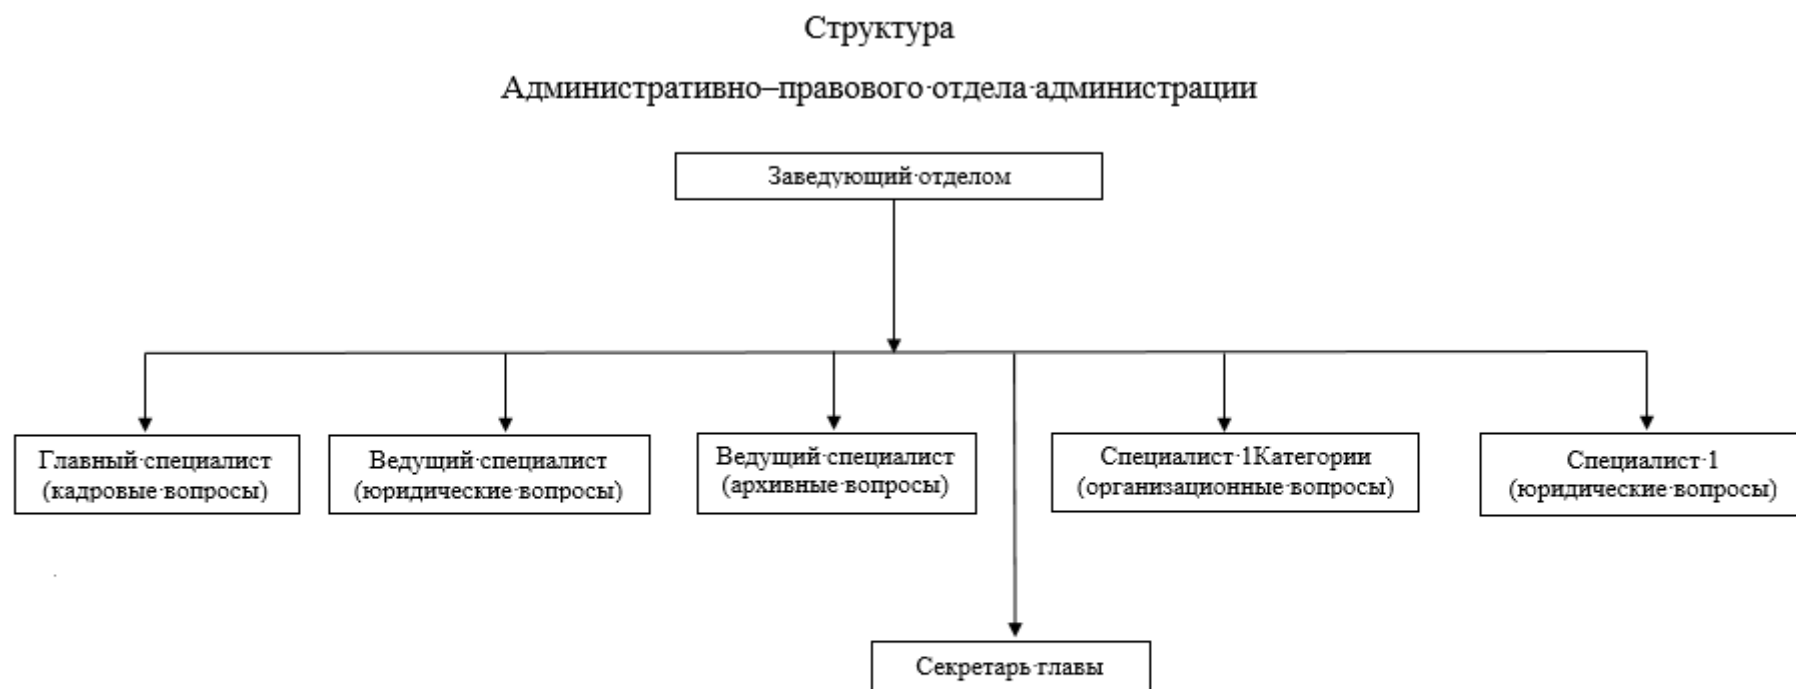 Структура
Административно–правового·отдела·администрации
Заведующий·отделом
Главный·специалист
(кадровые·вопросы)
Ведущий·специалист
(юридические·вопросы)
Ведущий·специалист
(архивные·вопросы)
Специалист·1Категории
(организационные·вопросы)
Специалист·1
(юридические·вопросы)
Секретарь·главы